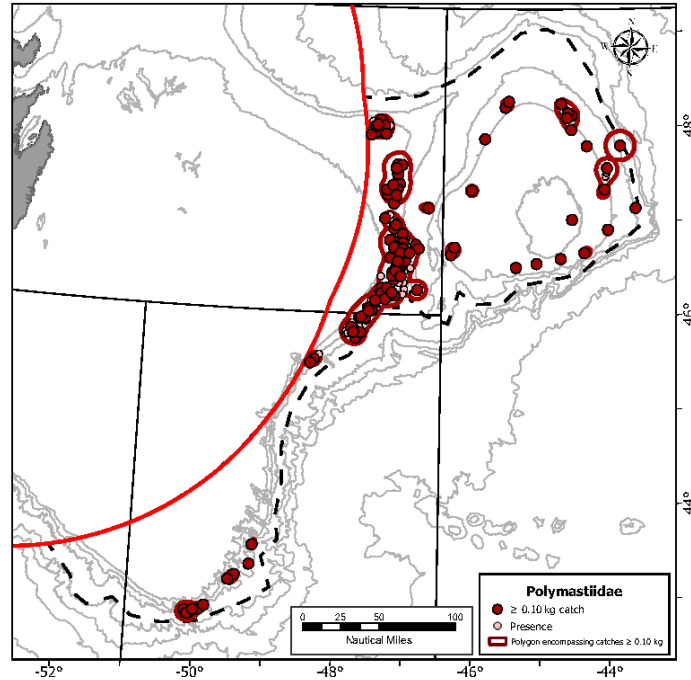 N
W E
S
48°
46°
44°
Polymastiidae
≥ 0.10 kg catch
Presence
Polygon encompassing catches ≥ 0.10 kg
0 25 50 100
Nautical Miles
-52° -50° -48° -46° -44°